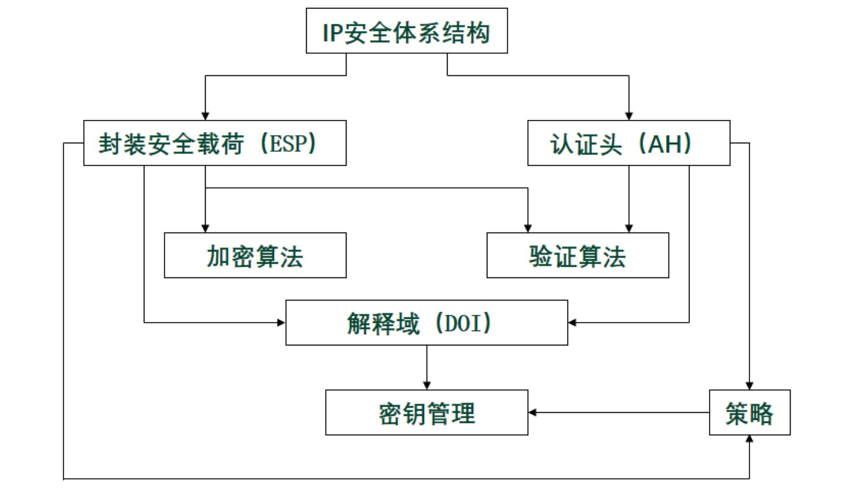 IP安全体系结构
封装安全载荷（ESP）
认证头（AH）
加密算法
验证算法
解释域（DOI）
密钥管理
策略